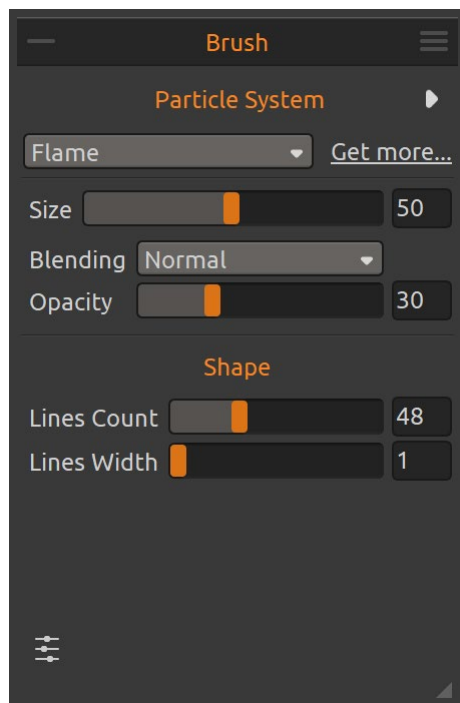 Brush
Particle System
Flame Get more...
Size 50
Blending Normal
Opacity 30
Shape
Lines Count 48
Lines Width 1